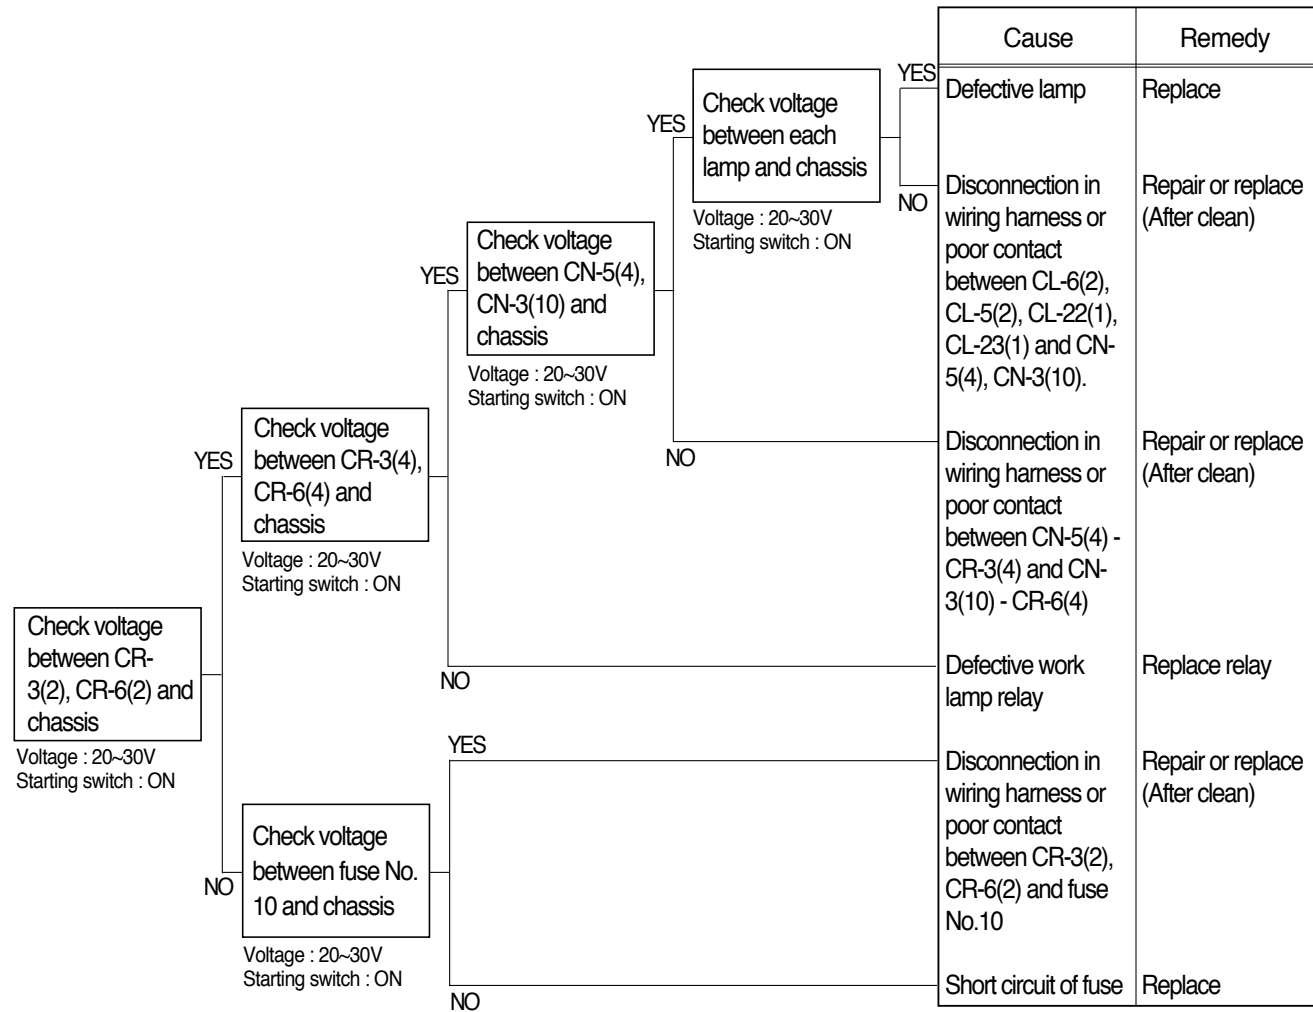 Cause
Remedy
YES
Defective lamp
Replace
Check voltage
between each
lamp and chassis
YES
Voltage : 20~30V
Starting switch : ON
NO
Disconnection in
wiring harness or
poor contact
between CL-6(2),
CL-5(2), CL-22(1),
CL-23(1) and CN-
5(4), CN-3(10).
Repair or replace
(After clean)
Check voltage
between CN-5(4),
CN-3(10) and
chassis
YES
Voltage : 20~30V
Starting switch : ON
NO
Disconnection in
wiring harness or
poor contact
between CN-5(4) -
CR-3(4) and CN-
3(10) - CR-6(4)
Repair or replace
(After clean)
Check voltage
between CR-3(4),
CR-6(4) and
chassis
YES
Voltage : 20~30V
Starting switch : ON
NO
Defective work
lamp relay
Replace relay
Check voltage
between CR-
3(2), CR-6(2) and
chassis
Voltage : 20~30V
Starting switch : ON
YES
Disconnection in
wiring harness or
poor contact
between CR-3(2),
CR-6(2) and fuse
No.10
Repair or replace
(After clean)
NO
Check voltage
between fuse No.
10 and chassis
Voltage : 20~30V
Starting switch : ON
NO
Short circuit of fuse
Replace